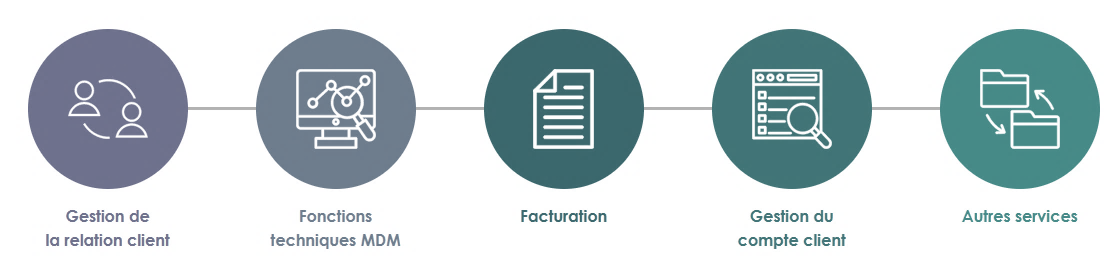 Gestion de
la relation client
Fonctions
techniques MDM
Facturation
Gestion du
compte client
Autres services